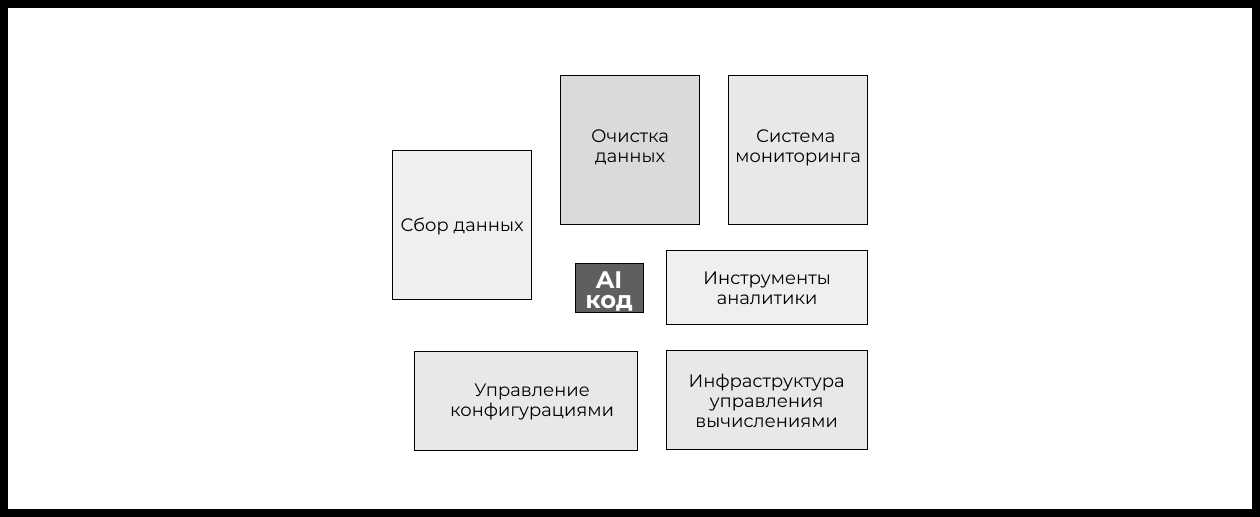 Очистка
данных
Система
мониторинга
Сбор данных
AI
код
Инструменты
аналитики
Управление
конфигурациями
Инфраструктура
управления
вычислениями